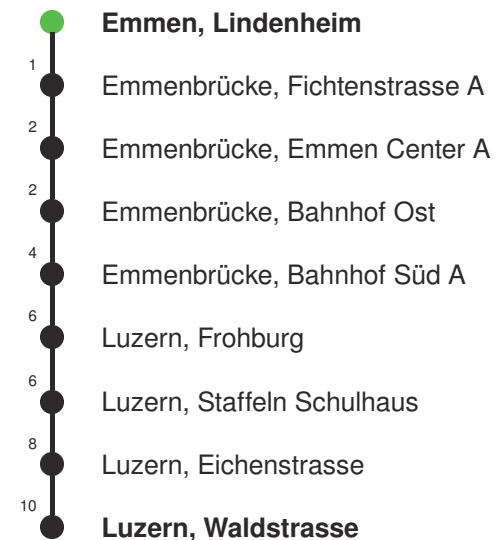 Emmen, Lindenheim
1
Emmenbrücke, Fichtenstrasse A
2
Emmenbrücke, Emmen Center A
2
Emmenbrücke, Bahnhof Ost
4
Emmenbrücke, Bahnhof Süd A
6
Luzern, Frohburg
6
Luzern, Staffeln Schulhaus
8
Luzern, Eichenstrasse
10
Luzern, Waldstrasse